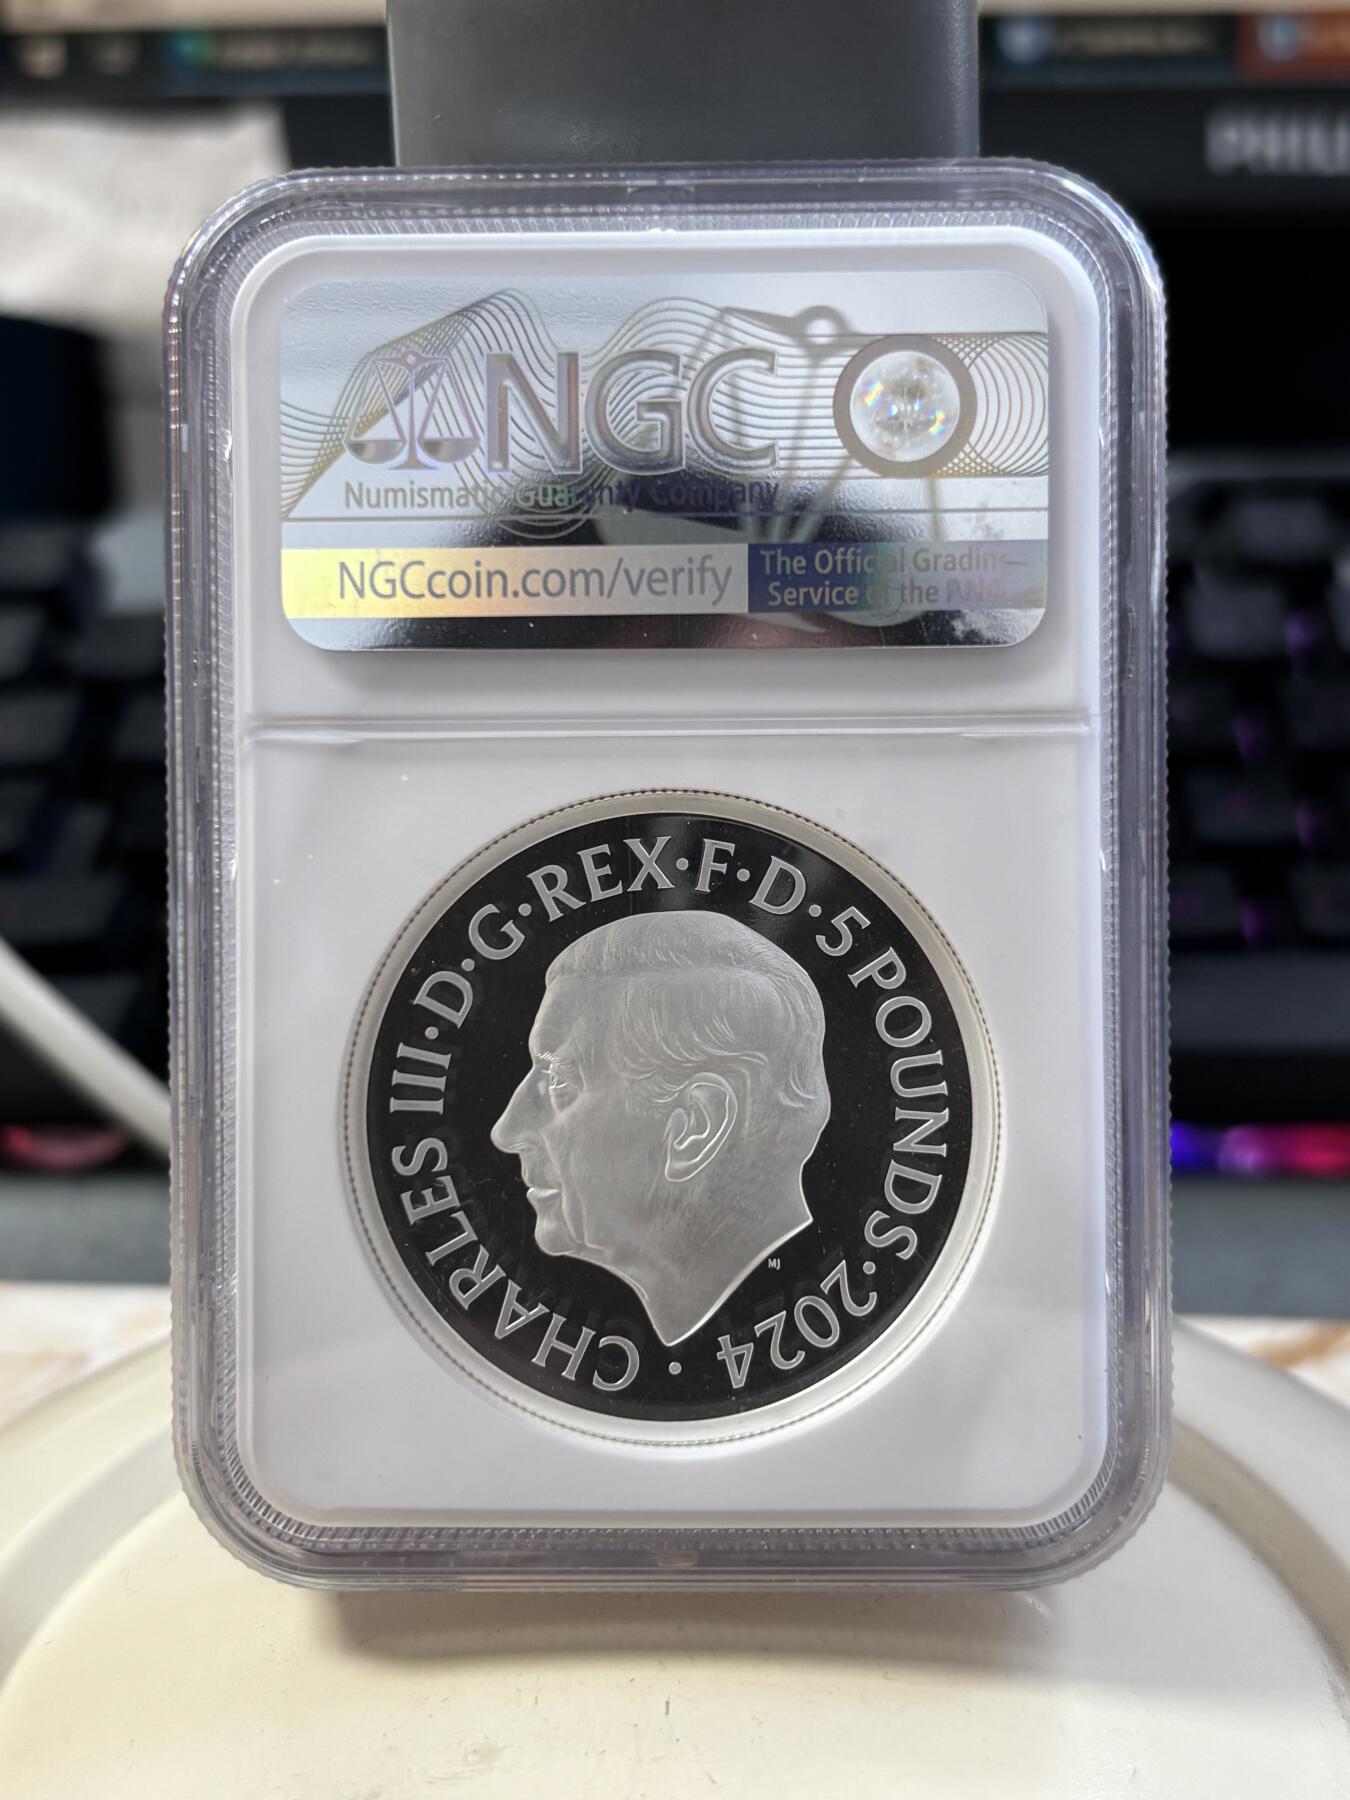 NGC
Numismatic Guaranty Company
NGCcoin.com/verify
The Official Grading
Service of the ANA
CHARLES III·D·G·REX·F·D·5 POUNDS·2024·
MJ